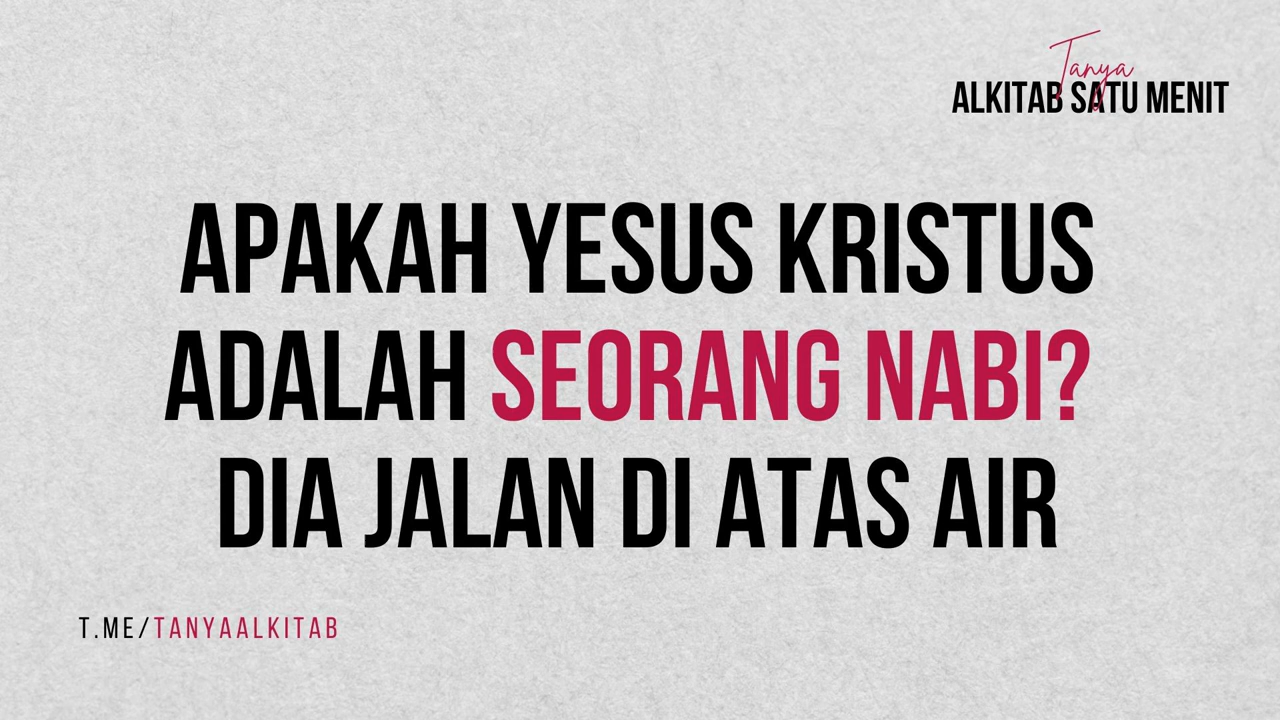 Tanya
ALKITAB SATU MENIT
APAKAH YESUS KRISTUS
ADALAH SEORANG NABI?
DIA JALAN DI ATAS AIR
T.ME/TANYAALKITAB